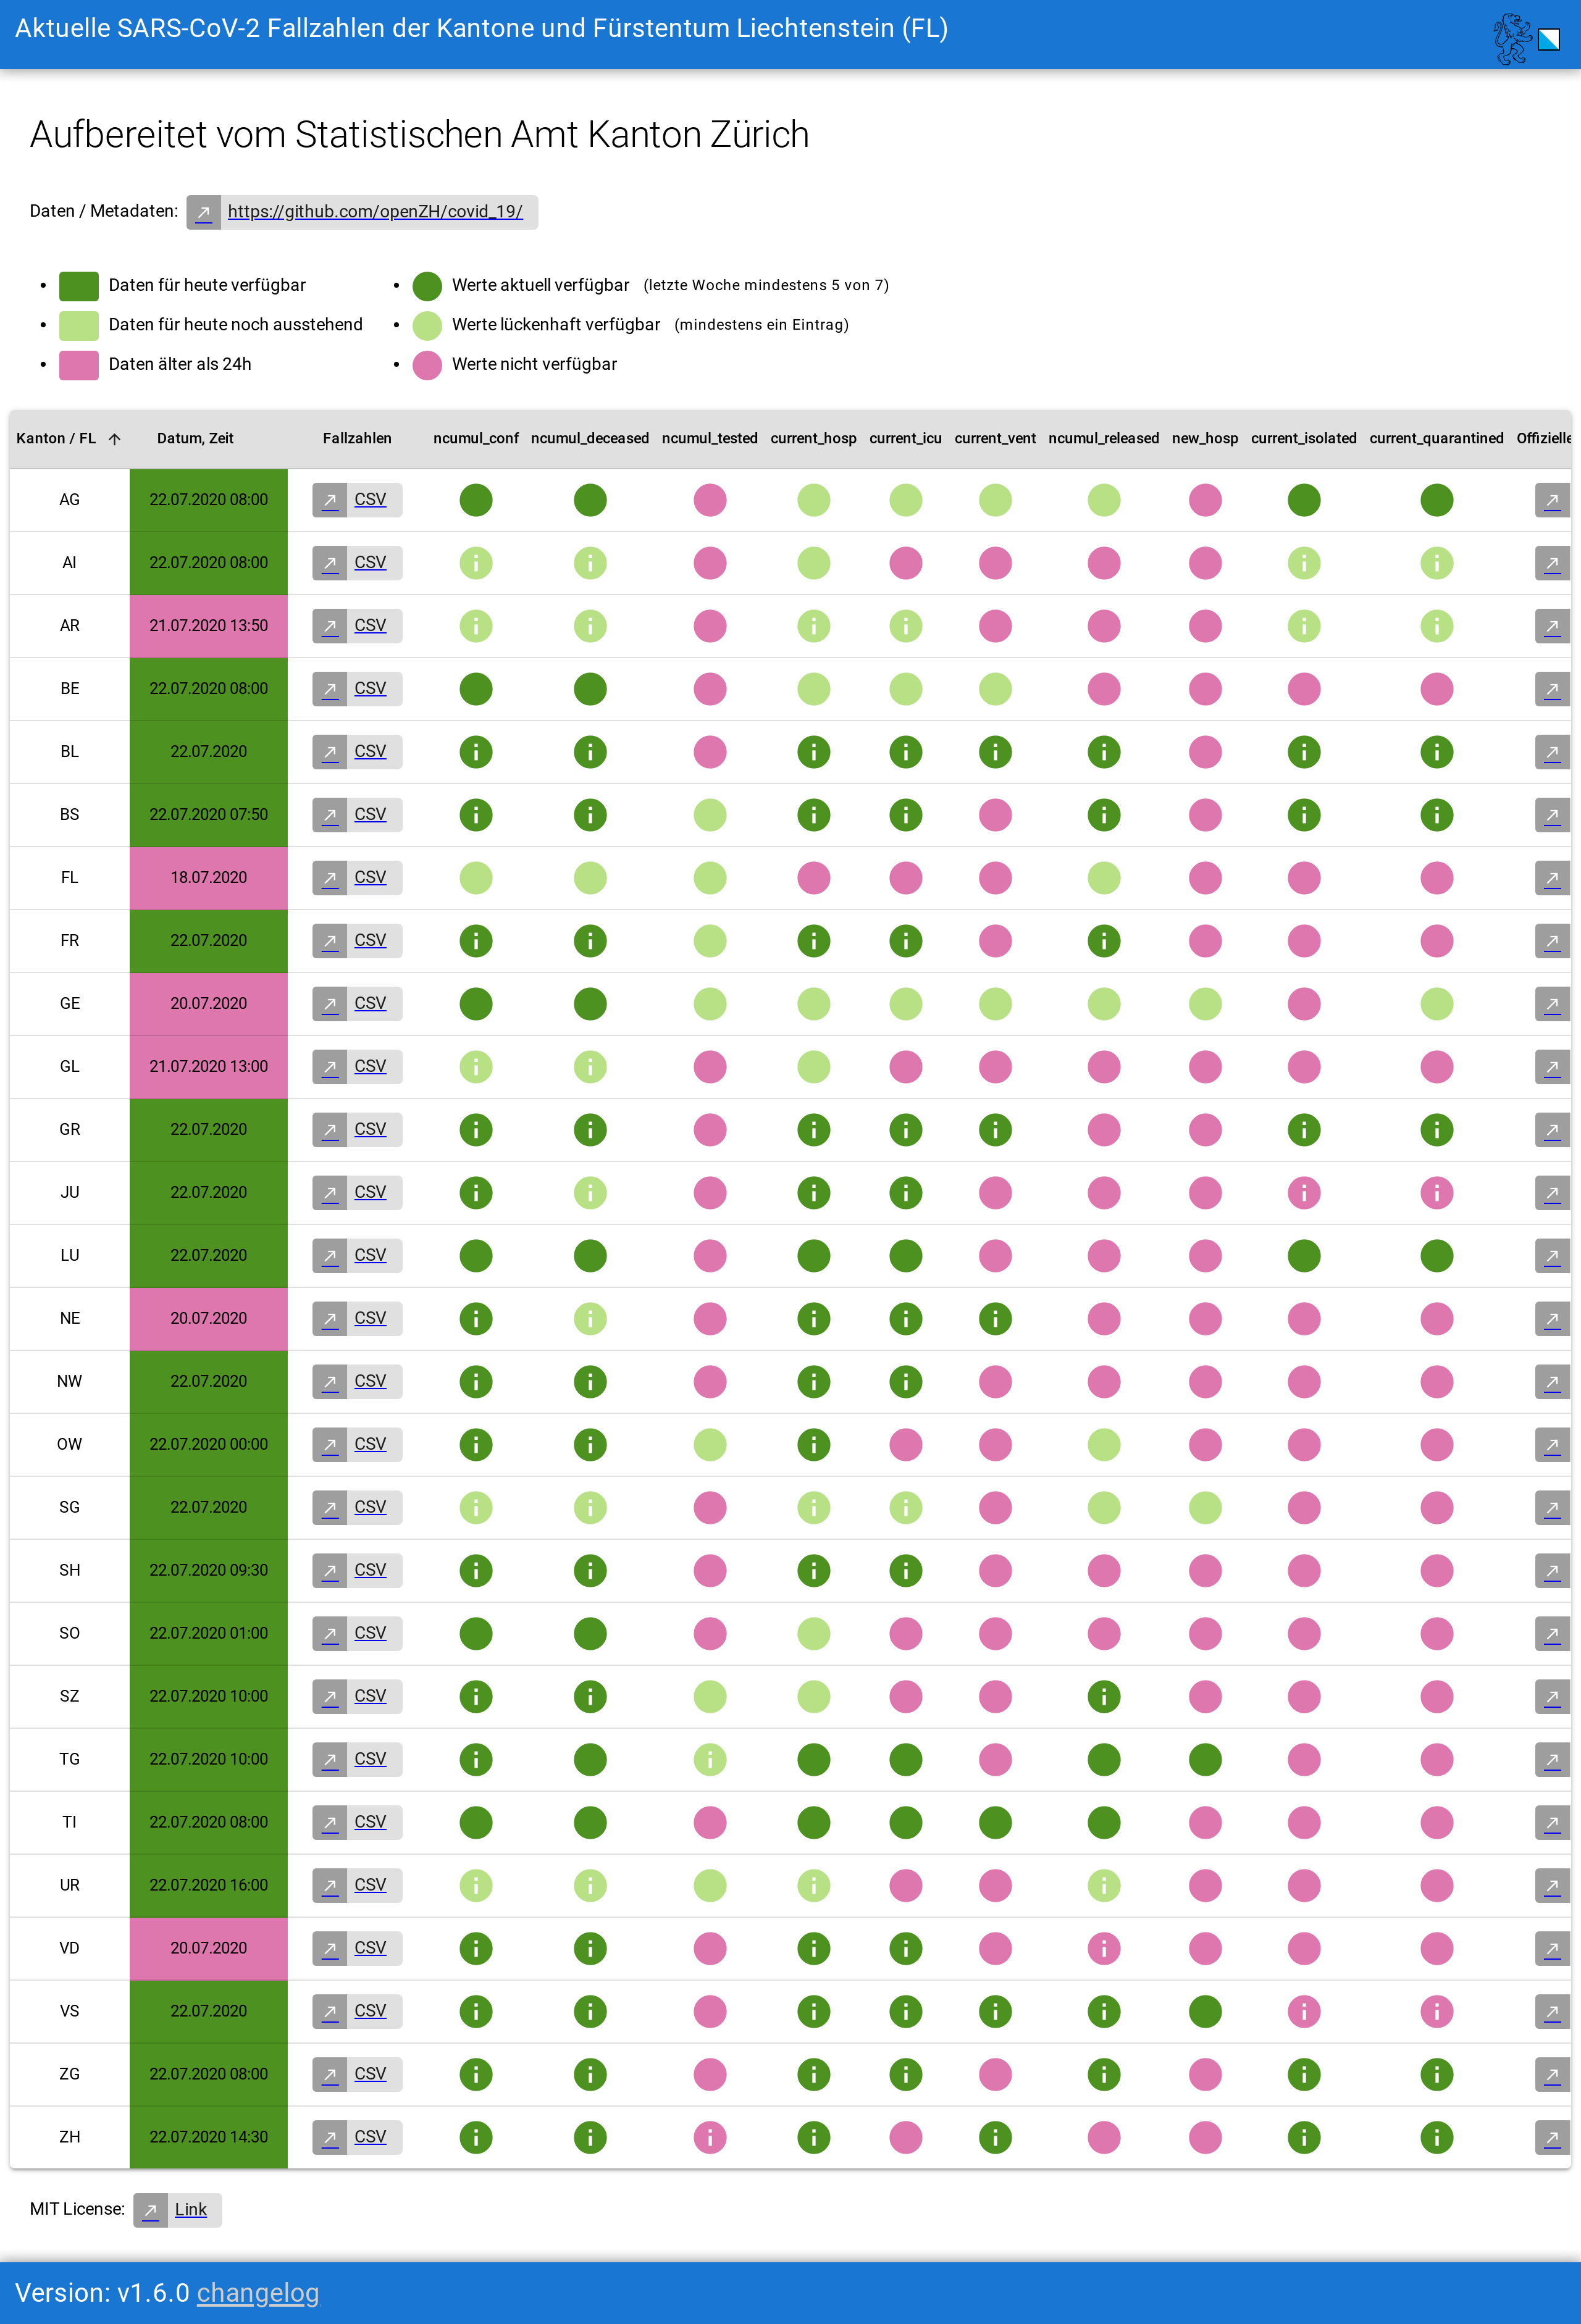 Aktuelle SARS-CoV-2 Fallzahlen der Kantone und Fürstentum Liechtenstein (FL)
Aufbereitet vom Statistischen Amt Kanton Zürich
Daten / Metadaten: https://github.com/openZH/covid_19/
Daten für heute verfügbar
Daten für heute noch ausstehend
Daten älter als 24h
Werte aktuell verfügbar (letzte Woche mindestens 5 von 7)
Werte lückenhaft verfügbar (mindestens ein Eintrag)
Werte nicht verfügbar
Kanton / FL Datum, Zeit Fallzahlen ncumul_conf ncumul_deceased ncumul_tested current_hosp current_icu current_vent ncumul_released new_hosp current_isolated current_quarantined Offizielle
AG 22.07.2020 08:00 CSV
AI 22.07.2020 08:00 CSV
AR 21.07.2020 13:50 CSV
BE 22.07.2020 08:00 CSV
BL 22.07.2020 CSV
BS 22.07.2020 07:50 CSV
FL 18.07.2020 CSV
FR 22.07.2020 CSV
GE 20.07.2020 CSV
GL 21.07.2020 13:00 CSV
GR 22.07.2020 CSV
JU 22.07.2020 CSV
LU 22.07.2020 CSV
NE 20.07.2020 CSV
NW 22.07.2020 CSV
OW 22.07.2020 00:00 CSV
SG 22.07.2020 CSV
SH 22.07.2020 09:30 CSV
SO 22.07.2020 01:00 CSV
SZ 22.07.2020 10:00 CSV
TG 22.07.2020 10:00 CSV
TI 22.07.2020 08:00 CSV
UR 22.07.2020 16:00 CSV
VD 20.07.2020 CSV
VS 22.07.2020 CSV
ZG 22.07.2020 08:00 CSV
ZH 22.07.2020 14:30 CSV
MIT License: Link
Version: v1.6.0 changelog